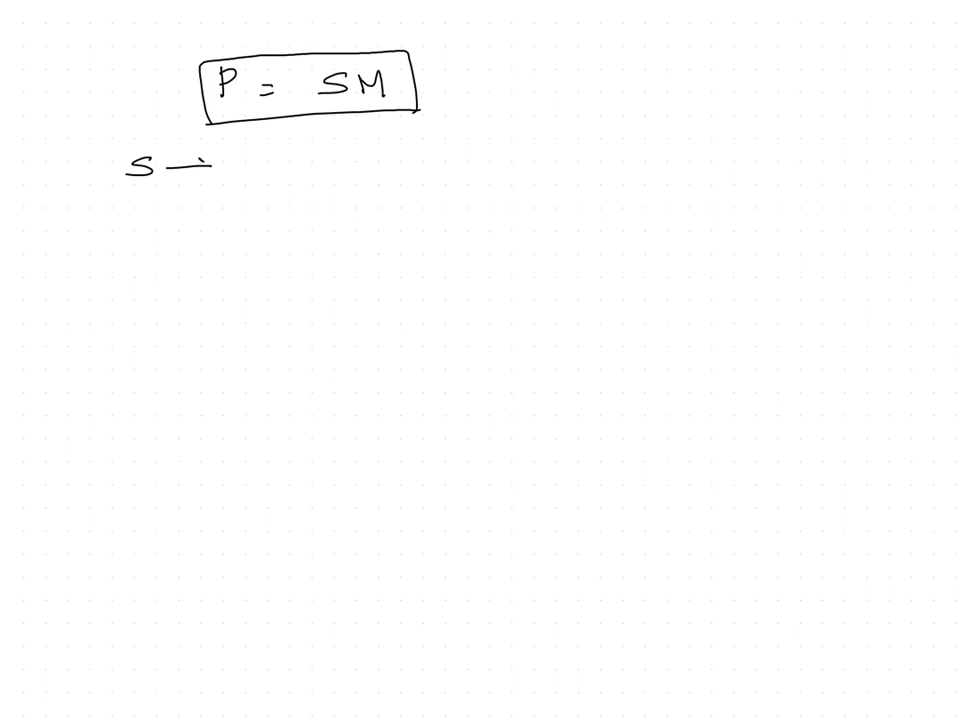 P = SM
S →